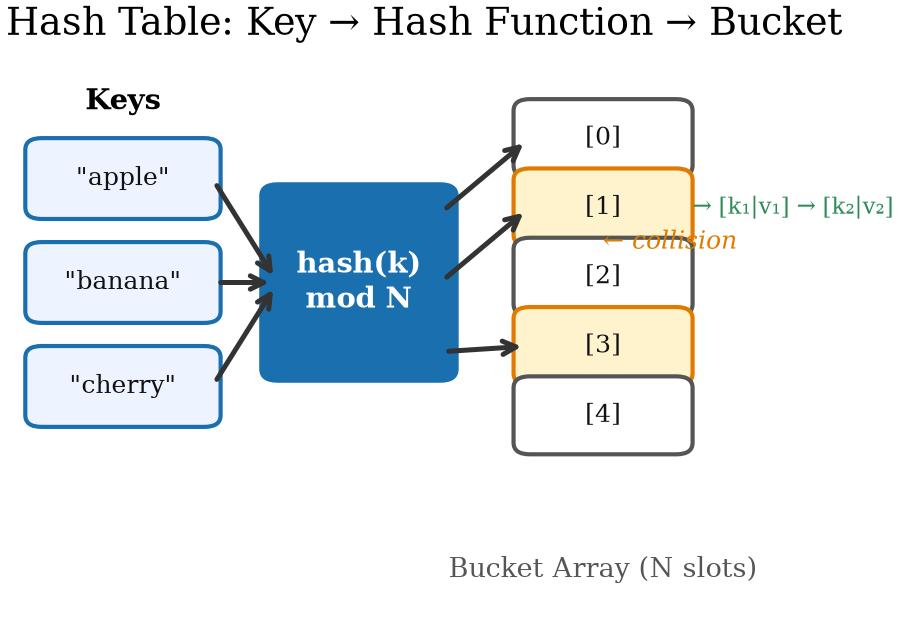 Hash Table: Key → Hash Function → Bucket
Keys
"apple"
"banana"
"cherry"
hash(k)
mod N
[0]
[1]
→ [k₁|v₁] → [k₂|v₂]
← collision
[2]
[3]
[4]
Bucket Array (N slots)